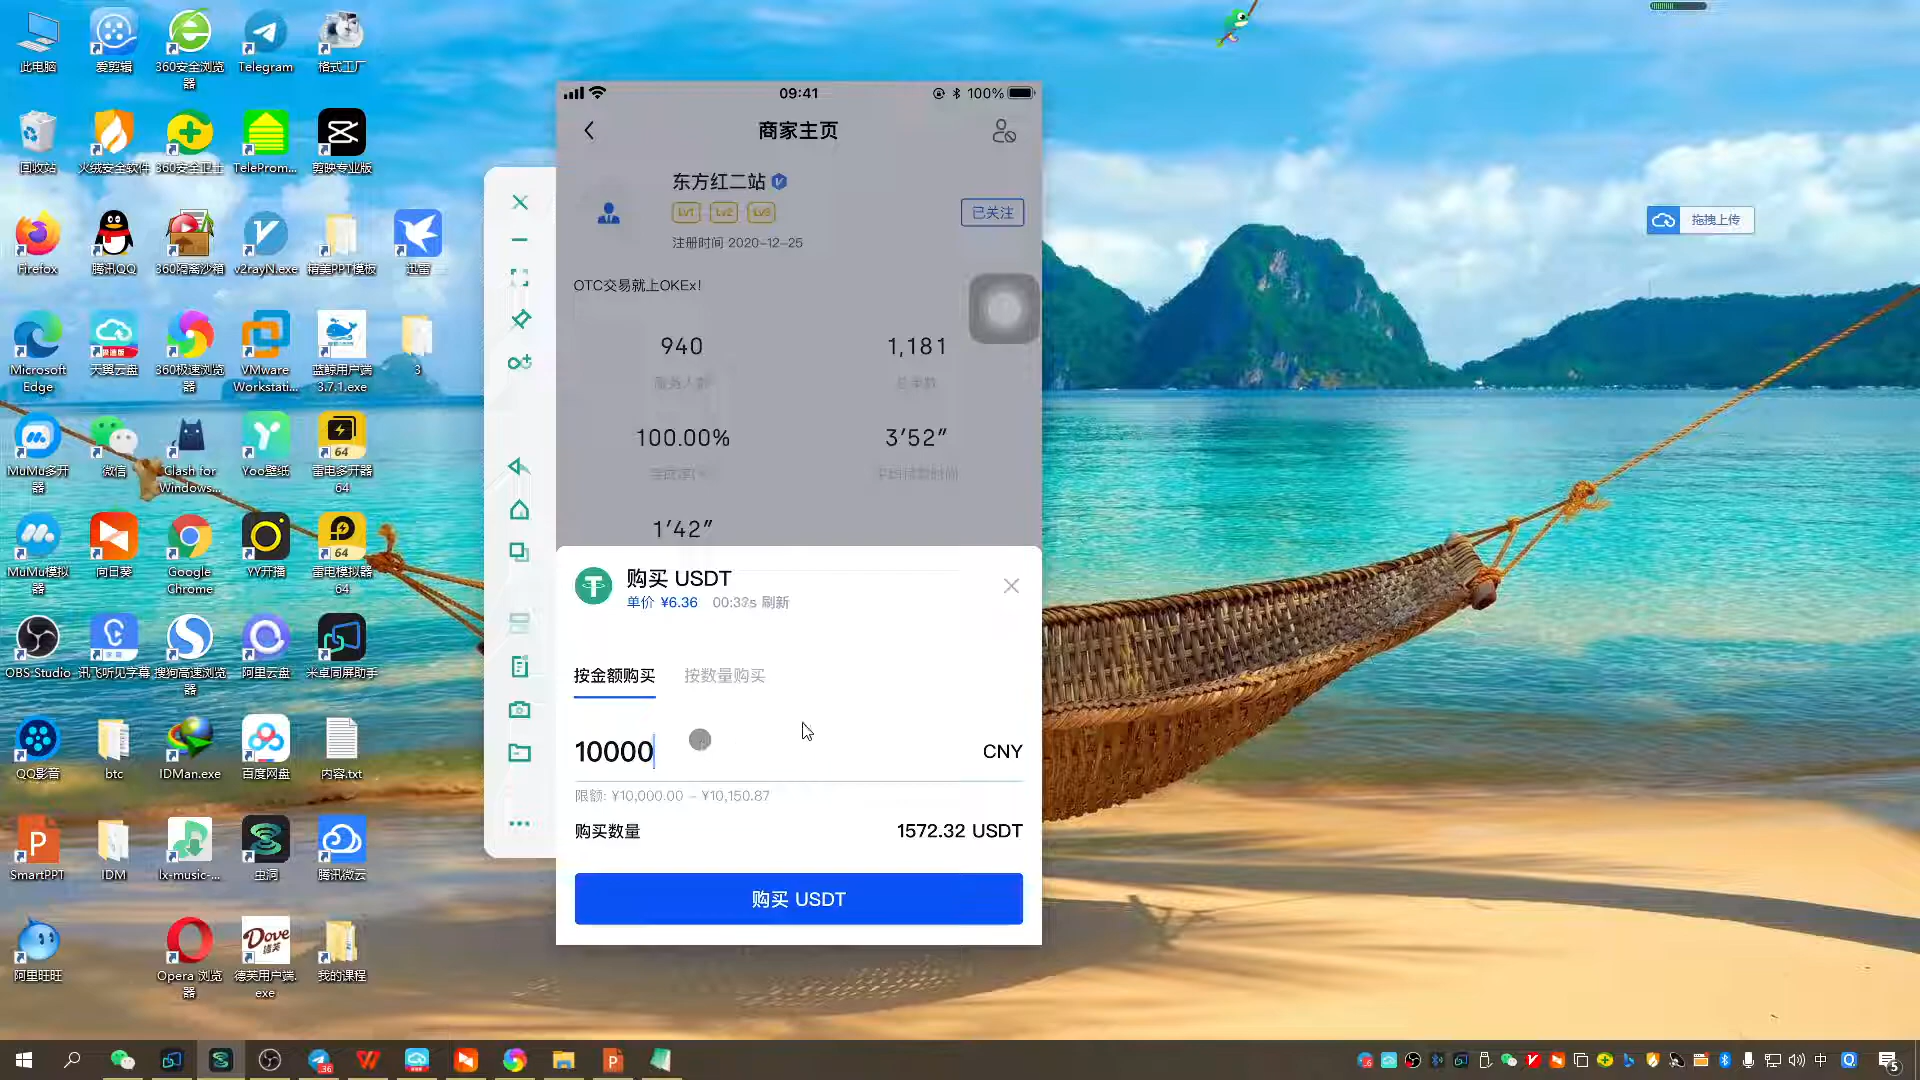 此电脑
爱剪辑
360安全浏览
器
Telegram
格式工厂
回收站
火绒安全软件
360安全卫士
TeleProm...
剪映专业版
Firefox
腾讯QQ
360隔离沙箱
v2rayN.exe
精美PPT模板
迅雷
Microsoft
Edge
天翼云盘
360极速浏览
器
VMware
Workstati...
蓝鲸用户端
3.7.1.exe
3
MuMu多开
器
微信
Clash for
Windows...
Yoo壁纸
雷电多开器
64
MuMu模拟
器
向日葵
Google
Chrome
YY开播
雷电模拟器
64
OBS Studio
讯飞听见字幕
搜狗高速浏览
器
阿里云盘
米卓同屏助手
QQ影音
btc
IDMan.exe
百度网盘
内容.txt
SmartPPT
IDM
lx-music-...
虫洞
腾讯微云
阿里旺旺
Opera 浏览
器
德芙用户端.
exe
我的课程
09:41
100%
商家主页
东方红二站
Lv1 Lv2 Lv3
注册时间 2020-12-25
已关注
OTC交易就上OKEx!
940
1,181
100.00%
3′52″
1′42″
购买 USDT
单价 ¥6.36
刷新
按金额购买 按数量购买
10000 CNY
限额: ¥10,000.00 – ¥10,150.87
购买数量 1572.32 USDT
购买 USDT
拖拽上传
中
5